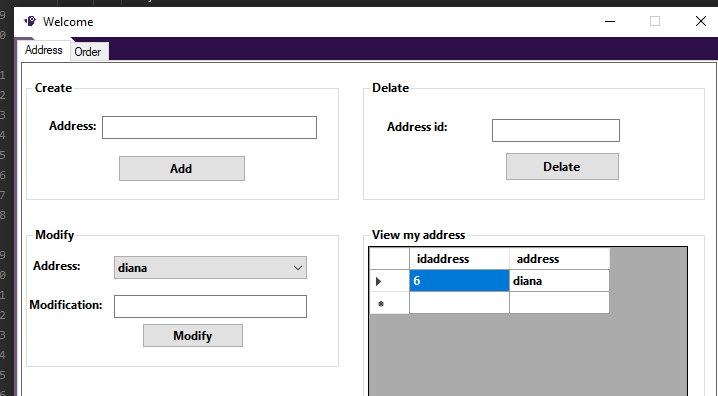 Welcome
Address Order
Create
Address:
Add
Delate
Address id:
Delate
Modify
Address: diana
Modification:
Modify
View my address
idaddress address
6 diana